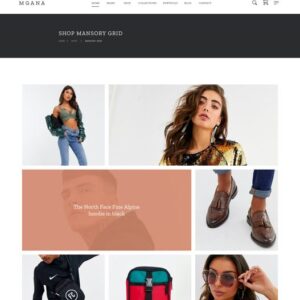 MGANA
HOME PAGES SHOP COLLECTIONS PORTFOLIO BLOG CONTACT
SHOP MANSORY GRID
HOME / SHOP / MANSORY GRID
The North Face Fine Alpine
hoodie in black